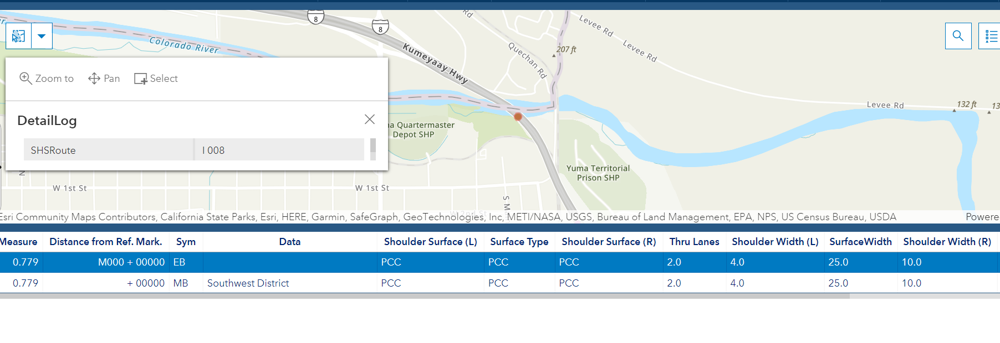 8
8
Rd
Levee Rd
Levee Rd
Colorado River
Kumeyaay Hwy
Quechan Rd
207 ft
Zoom to
Pan
Select
Levee Rd
132 ft
13
DetailLog
na Quartermaster
Depot SHP
SHSRoute
I 008
Yuma Territorial
Prison SHP
N
W 1st St
W 1st St
S M
W 2nd St
Esri Community Maps Contributors, California State Parks, Esri, HERE, Garmin, SafeGraph, GeoTechnologies, Inc, METI/NASA, USGS, Bureau of Land Management, EPA, NPS, US Census Bureau, USDA
Powere
Measure Distance from Ref. Mark. Sym Data Shoulder Surface (L) Surface Type Shoulder Surface (R) Thru Lanes Shoulder Width (L) SurfaceWidth Shoulder Width (R)
0.779 M000 + 00000 EB PCC PCC PCC 2.0 4.0 25.0 10.0
0.779 + 00000 MB Southwest District PCC PCC PCC 2.0 4.0 25.0 10.0